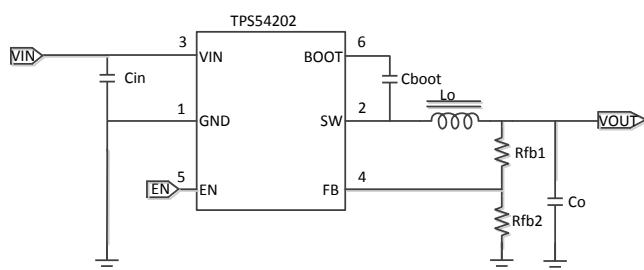 TPS54202
VIN
3
VIN
BOOT
6
Cin
Cboot
Lo
1
GND
SW
2
VOUT
Rfb1
EN
5
EN
FB
4
Rfb2
Co